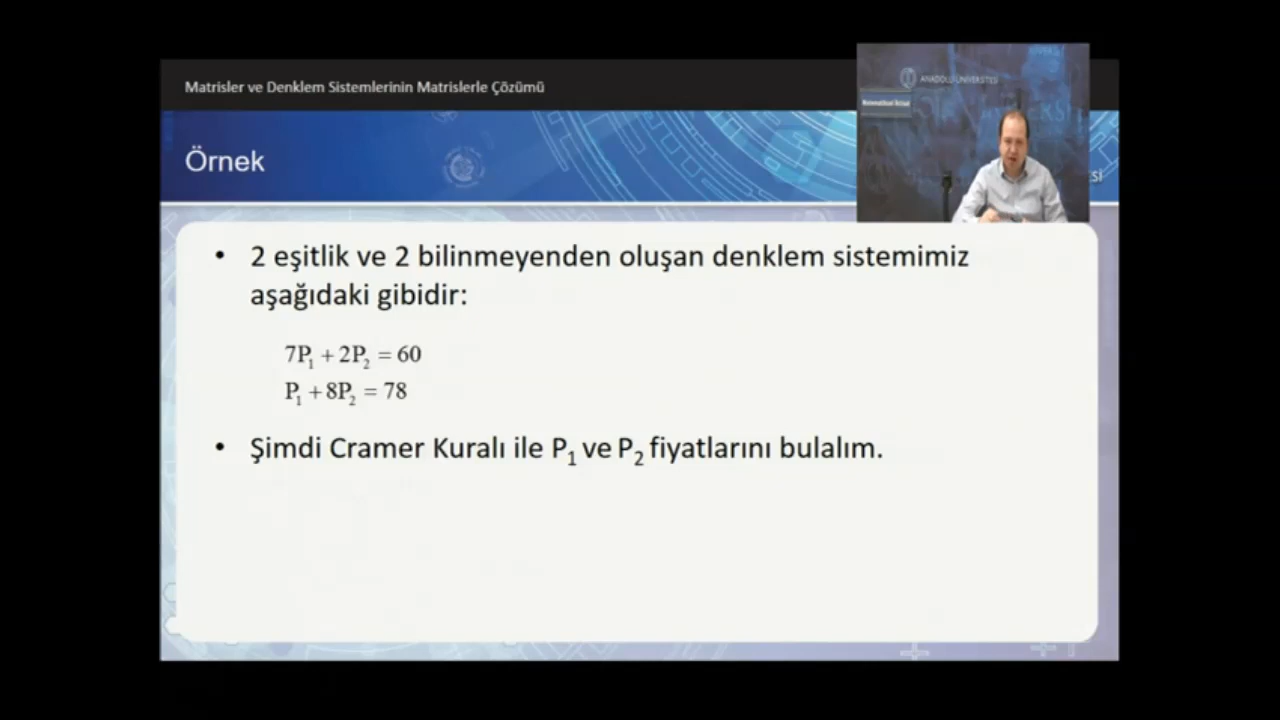 Matrisler ve Denklem Sistemlerinin Matrislerle Çözümü
ANADOLU ÜNİVERSİTESİ
Örnek
• 2 eşitlik ve 2 bilinmeyenden oluşan denklem sistemimiz
aşağıdaki gibidir:
7P₁ + 2P₂ = 60
P₁ + 8P₂ = 78
• Şimdi Cramer Kuralı ile P₁ ve P₂ fiyatlarını bulalım.